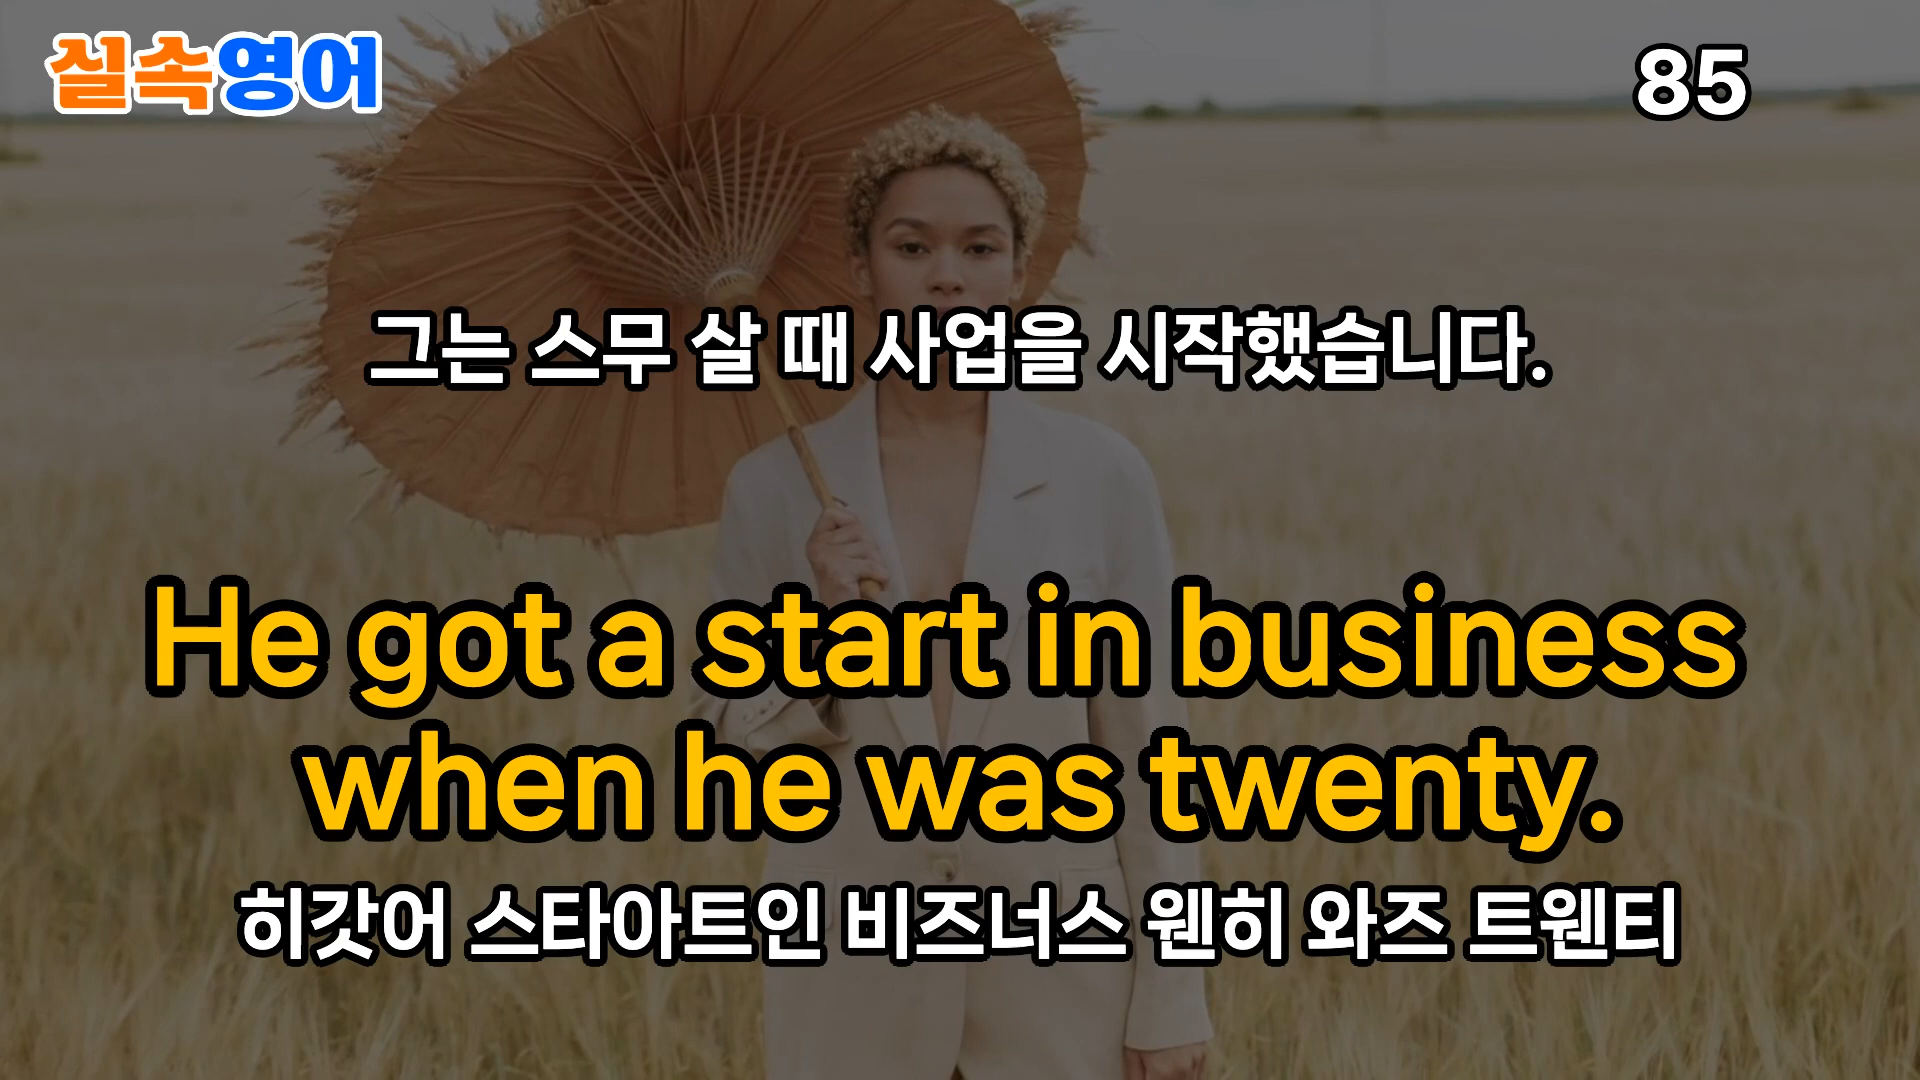 실속영어
85
그는 스무 살 때 사업을 시작했습니다.
He got a start in business
when he was twenty.
히갓어 스타아트인 비즈너스 웬히 와즈 트웬티